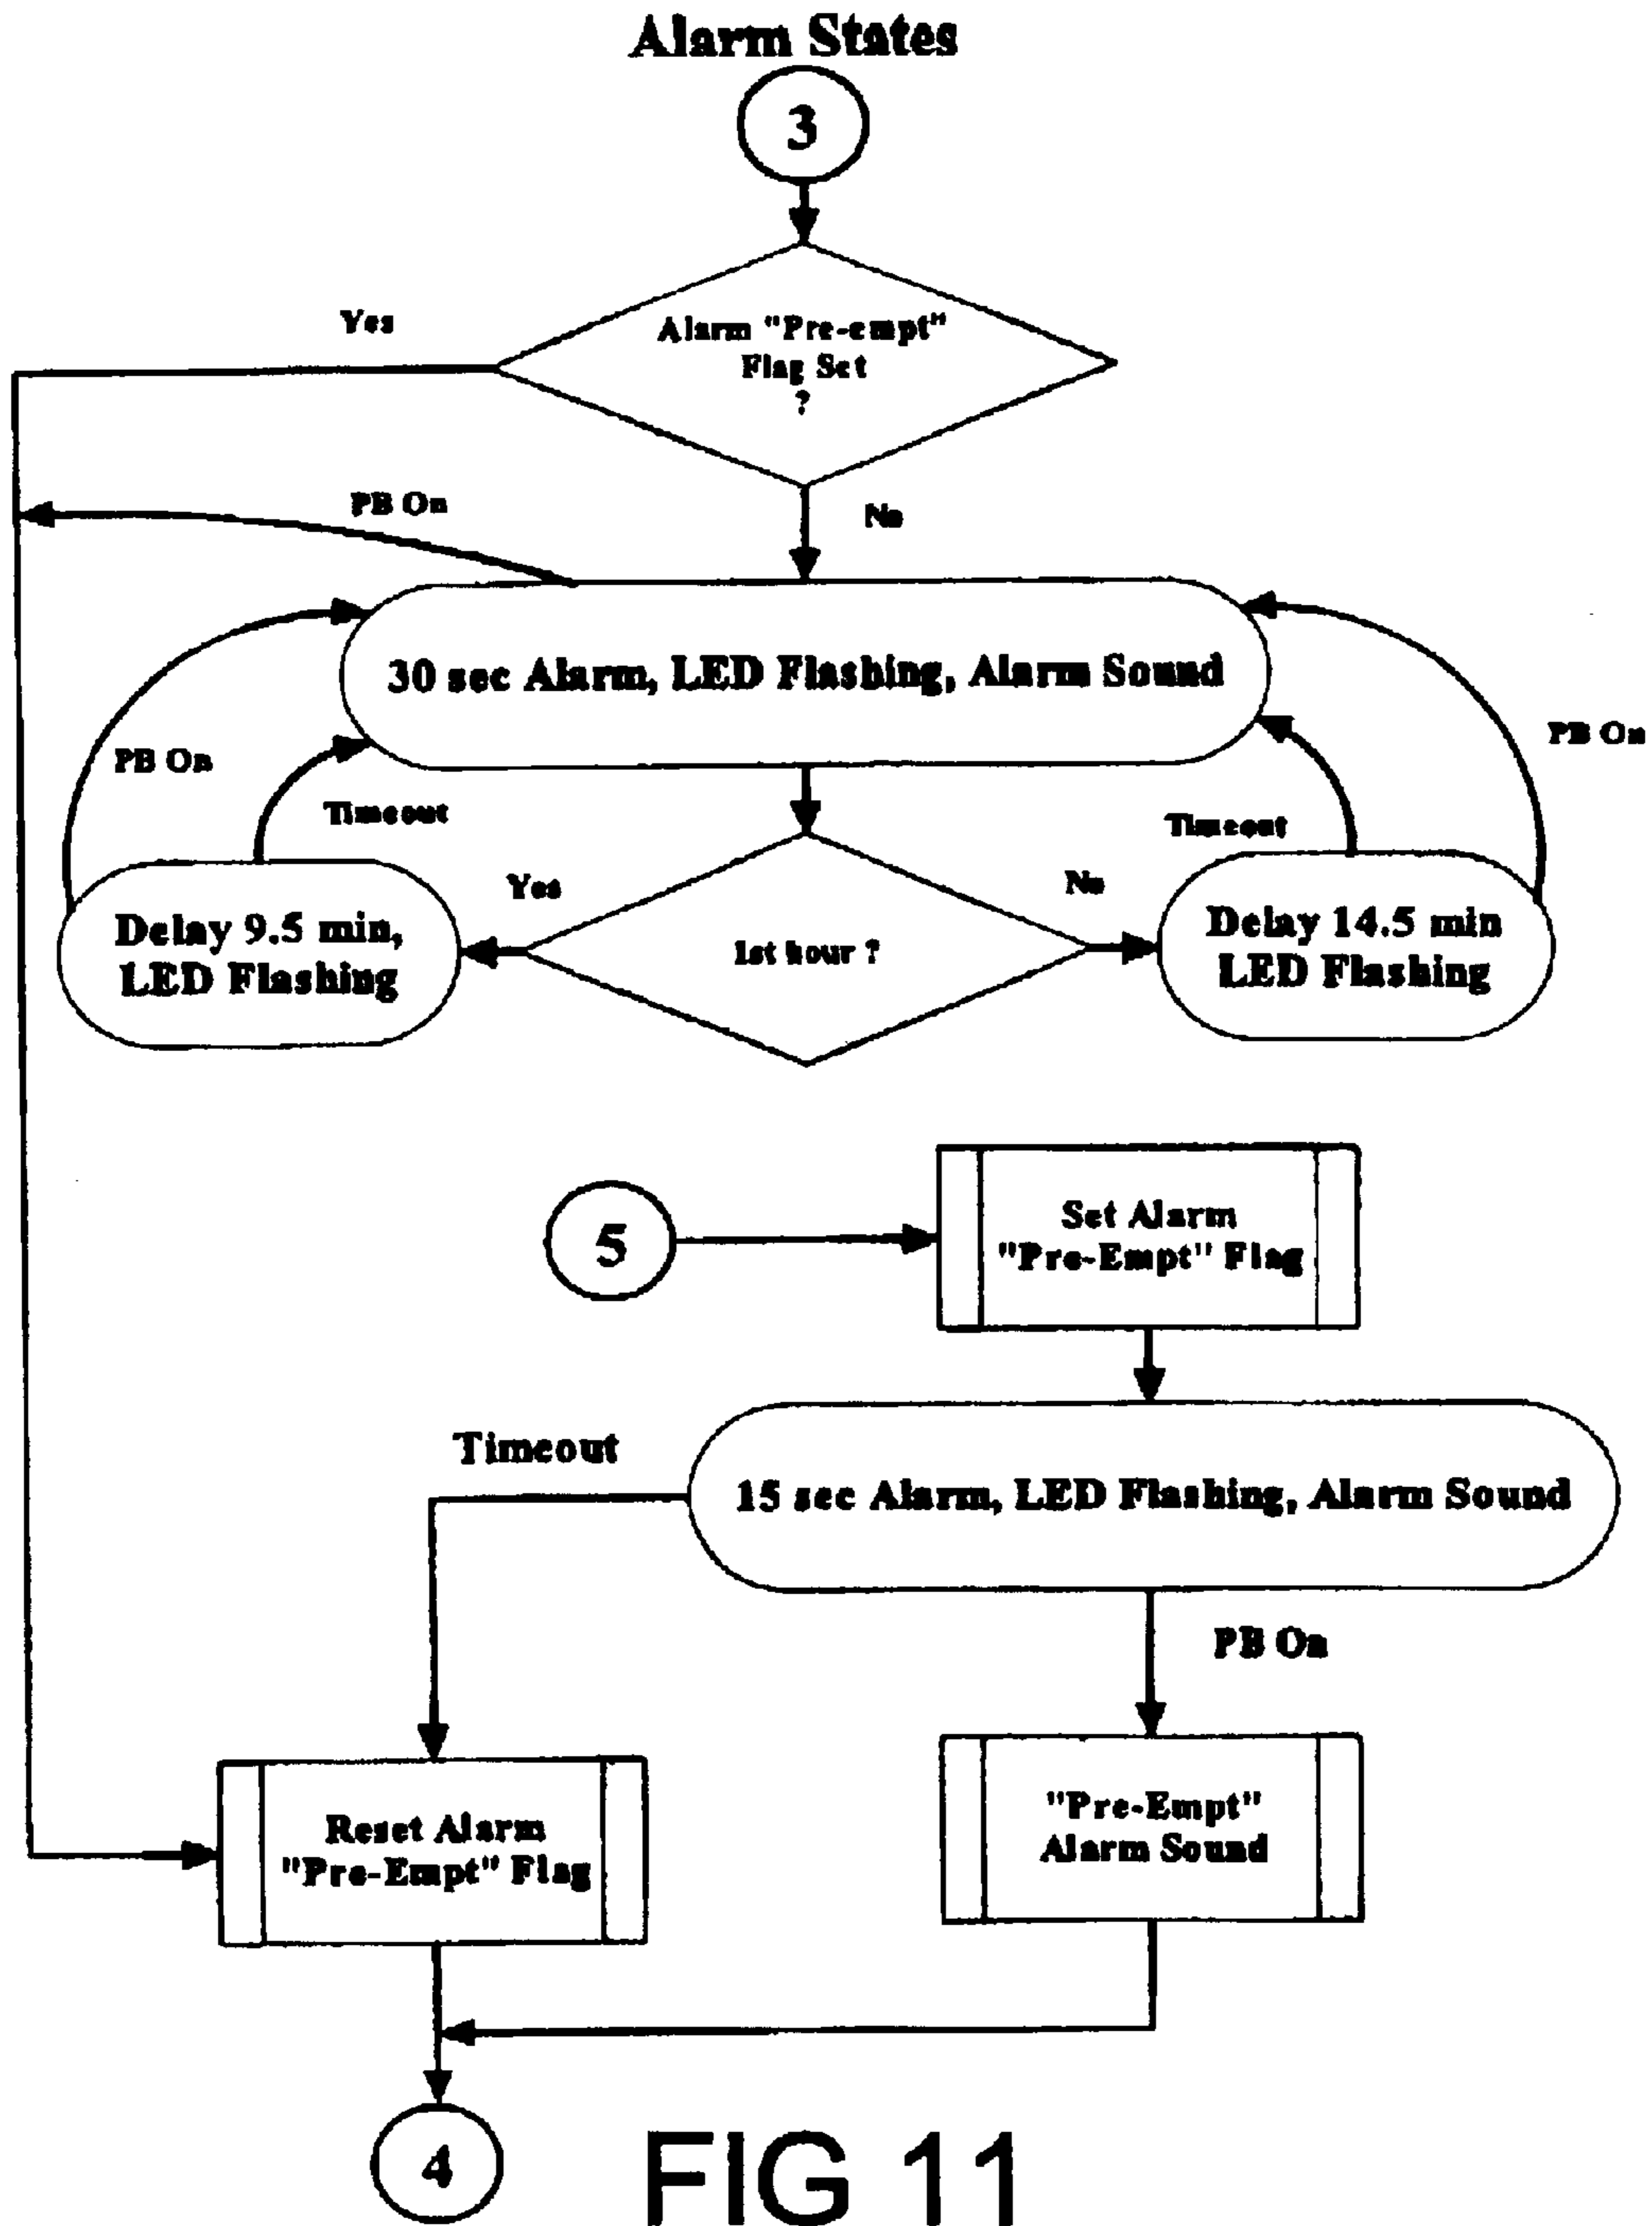 Alarm States
3
Yes
Alarm "Pre-empt"
Flag Set
?
PB On
No
30 sec Alarm, LED Flashing, Alarm Sound
PB On
PB On
Timeout
Timeout
Yes
No
Delay 9.5 min,
LED Flashing
1st hour ?
Delay 14.5 min
LED Flashing
5
Set Alarm
"Pre-Empt" Flag
Timeout
15 sec Alarm, LED Flashing, Alarm Sound
PB On
Reset Alarm
"Pre-Empt" Flag
"Pre-Empt"
Alarm Sound
4
FIG 11